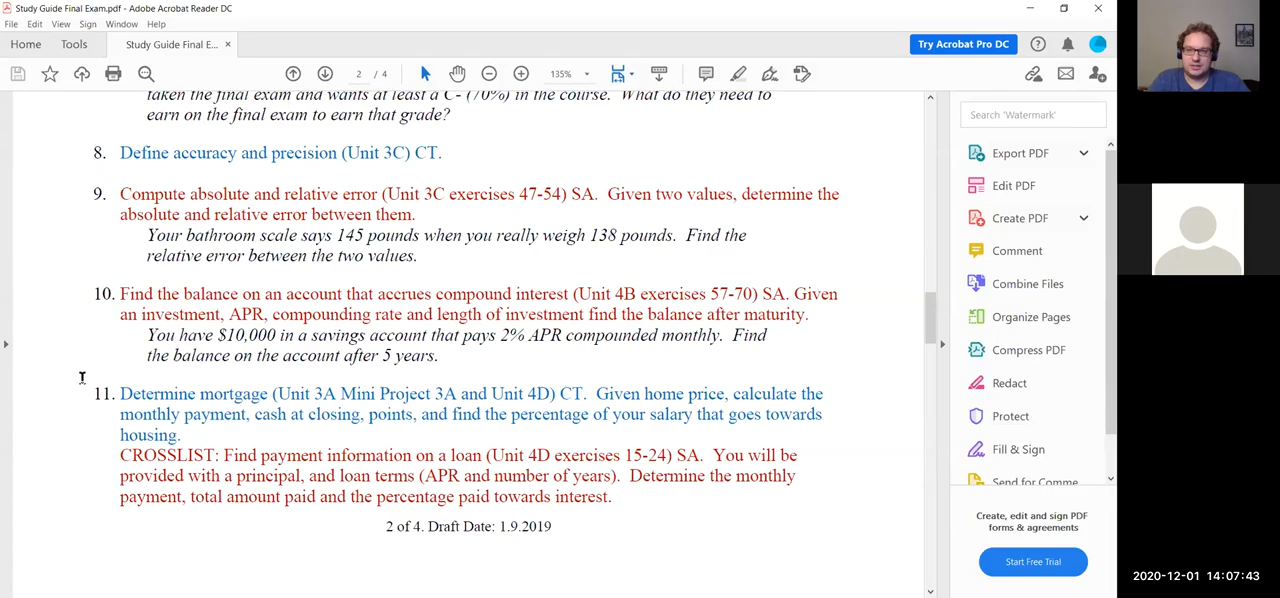 Study Guide Final Exam.pdf - Adobe Acrobat Reader DC
File Edit View Sign Window Help
Home Tools Study Guide Final E... ×
Try Acrobat Pro DC
2 / 4 135%
taken the final exam and wants at least a C- (70%) in the course. What do they need to
earn on the final exam to earn that grade?
8. Define accuracy and precision (Unit 3C) CT.
9. Compute absolute and relative error (Unit 3C exercises 47-54) SA. Given two values, determine the
absolute and relative error between them.
Your bathroom scale says 145 pounds when you really weigh 138 pounds. Find the
relative error between the two values.
10. Find the balance on an account that accrues compound interest (Unit 4B exercises 57-70) SA. Given
an investment, APR, compounding rate and length of investment find the balance after maturity.
You have $10,000 in a savings account that pays 2% APR compounded monthly. Find
the balance on the account after 5 years.
11. Determine mortgage (Unit 3A Mini Project 3A and Unit 4D) CT. Given home price, calculate the
monthly payment, cash at closing, points, and find the percentage of your salary that goes towards
housing.
CROSSLIST: Find payment information on a loan (Unit 4D exercises 15-24) SA. You will be
provided with a principal, and loan terms (APR and number of years). Determine the monthly
payment, total amount paid and the percentage paid towards interest.
2 of 4. Draft Date: 1.9.2019
Search 'Watermark'
Export PDF
Edit PDF
Create PDF
Comment
Combine Files
Organize Pages
Compress PDF
Redact
Protect
Fill & Sign
Send for Comme
Create, edit and sign PDF
forms & agreements
Start Free Trial
2020-12-01 14:07:43